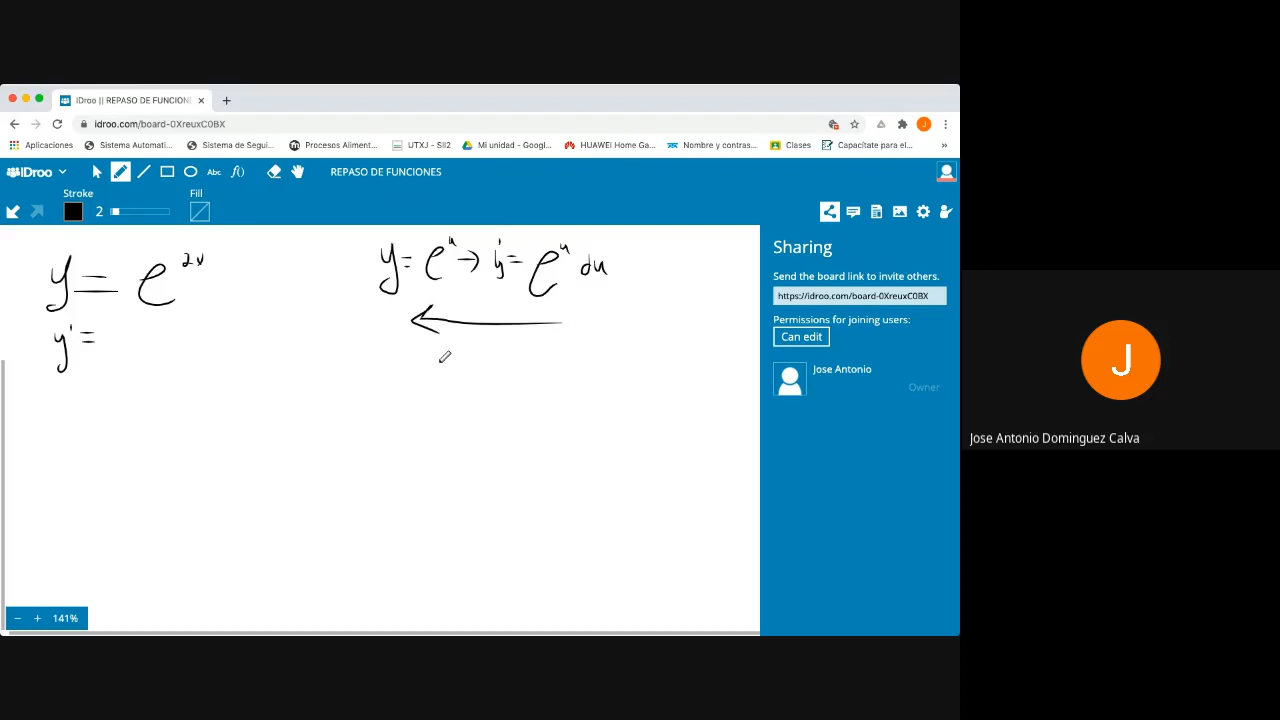 IDroo || REPASO DE FUNCIONE
idroo.com/board-0XreuxC0BX
Aplicaciones
Sistema Automati...
Sistema de Segui...
Procesos Aliment...
UTXJ - SII2
Mi unidad - Googl...
HUAWEI Home Ga...
Nombre y contras...
Clases
Capacítate para el...
»
IDroo
Abc
f()
REPASO DE FUNCIONES
Stroke
Fill
2
y = e^{2x}
y' =
y = e^u → y' = e^u du
Sharing
Send the board link to invite others.
https://idroo.com/board-0XreuxC0BX
Permissions for joining users:
Can edit
Jose Antonio
Owner
− + 141%
J
J
Jose Antonio Dominguez Calva